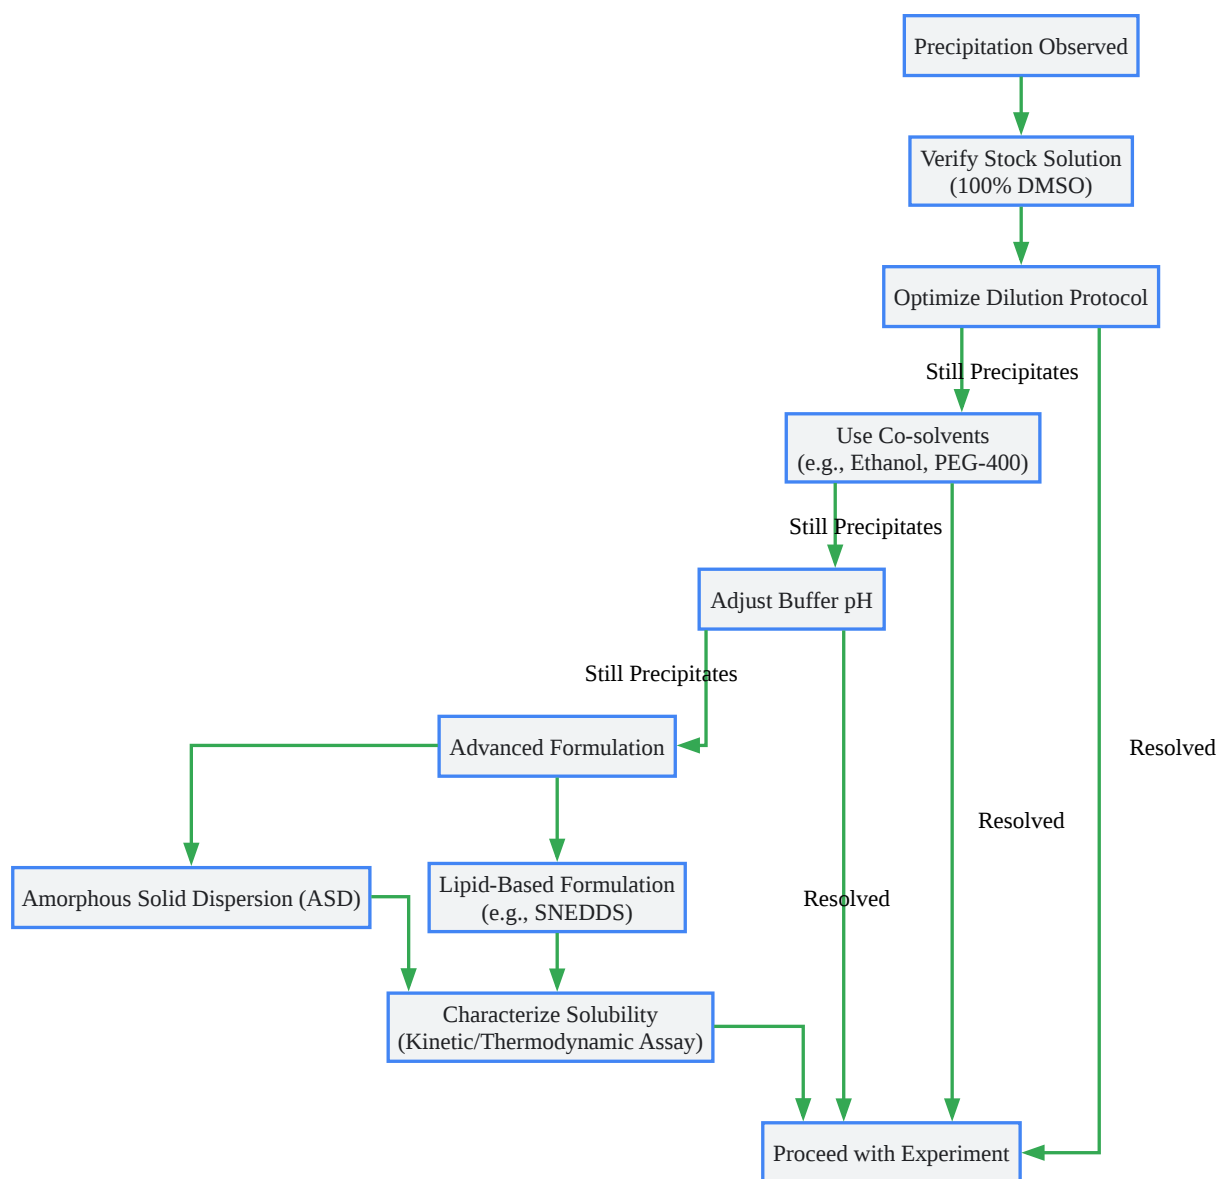 Precipitation Observed
Verify Stock Solution
(100% DMSO)
Optimize Dilution Protocol
Still Precipitates
Use Co-solvents
(e.g., Ethanol, PEG-400)
Still Precipitates
Adjust Buffer pH
Still Precipitates
Advanced Formulation
Resolved
Resolved
Amorphous Solid Dispersion (ASD)
Lipid-Based Formulation
(e.g., SNEDDS)
Resolved
Characterize Solubility
(Kinetic/Thermodynamic Assay)
Proceed with Experiment